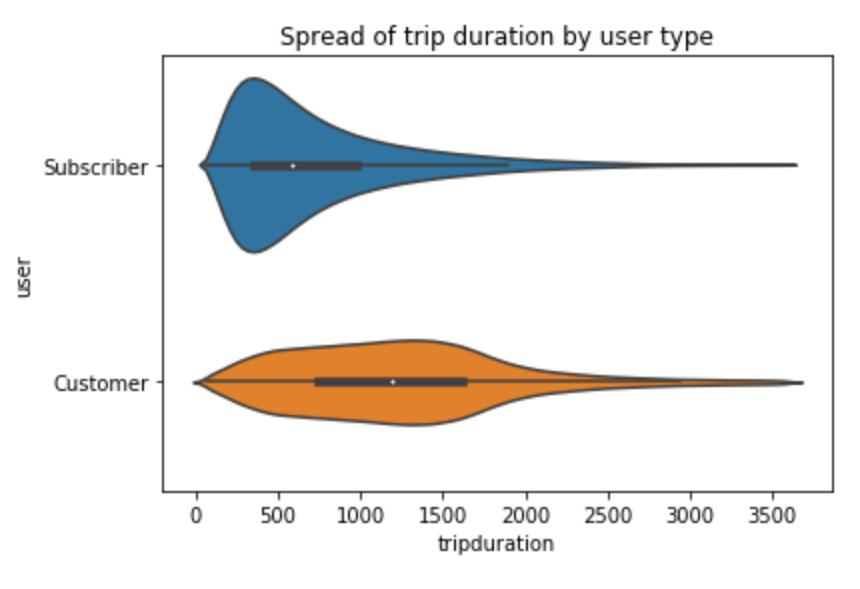 Spread of trip duration by user type
Subscriber
user
Customer
0 500 1000 1500 2000 2500 3000 3500
tripduration